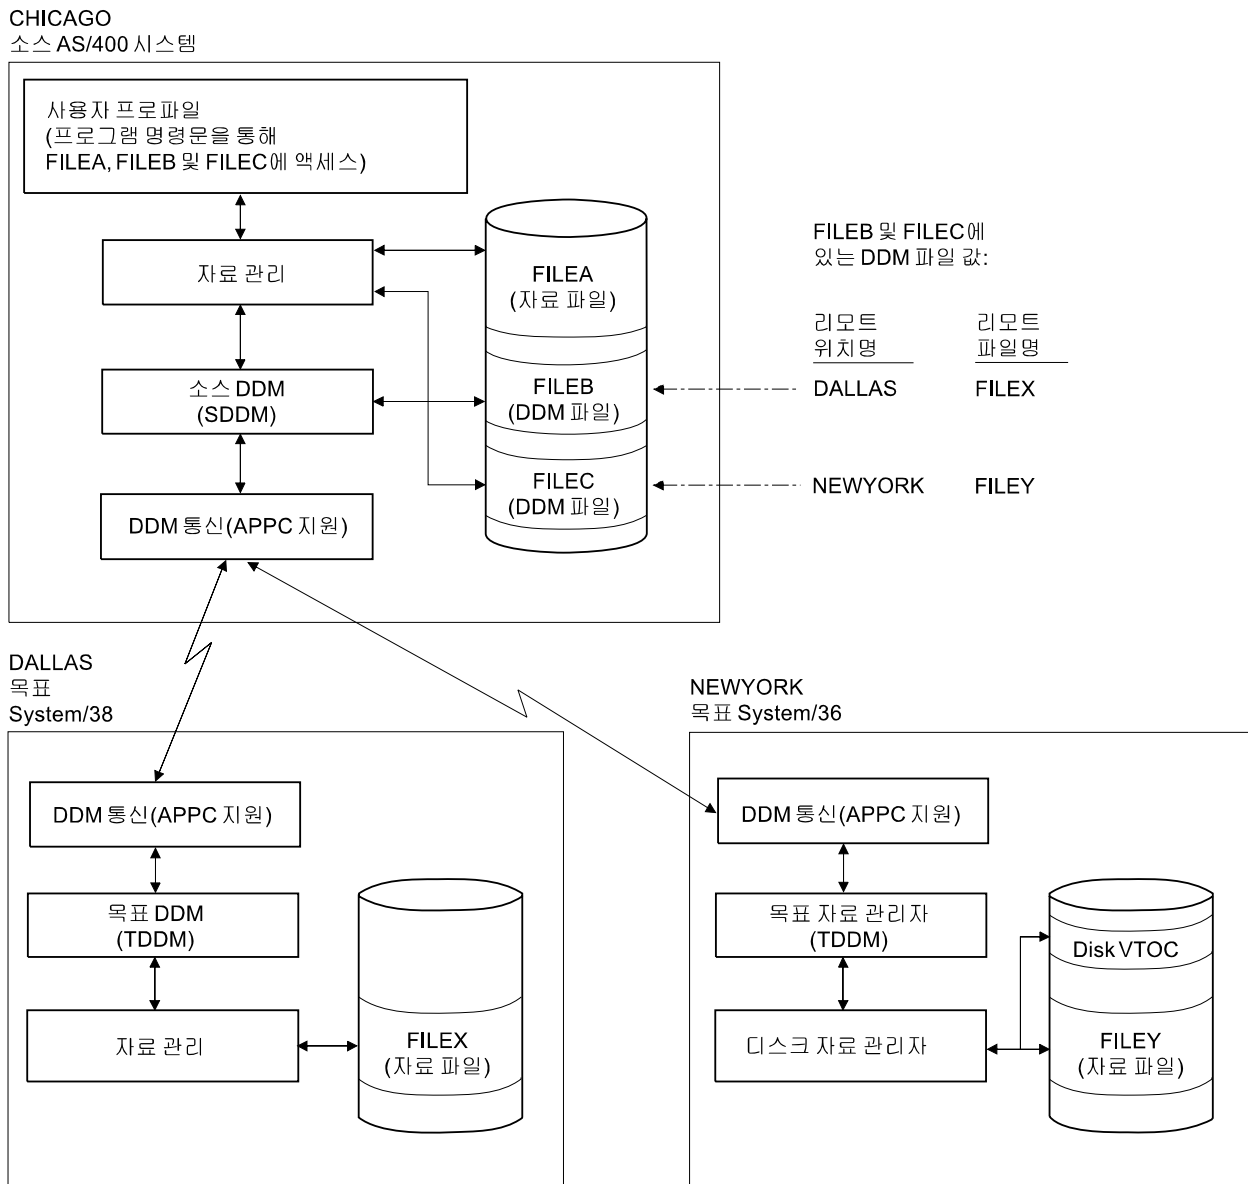 CHICAGO
소스 AS/400 시스템
사용자 프로파일
(프로그램 명령문을 통해
FILEA, FILEB 및 FILEC에 액세스)
자료 관리
소스 DDM
(SDDM)
DDM 통신(APPC 지원)
FILEA
(자료 파일)
FILEB
(DDM 파일)
FILEC
(DDM 파일)
FILEB 및 FILEC에
있는 DDM 파일 값:
리모트
위치명
리모트
파일명
DALLAS
FILEX
NEWYORK
FILEY
DALLAS
목표
System/38
DDM 통신(APPC 지원)
목표 DDM
(TDDM)
자료 관리
FILEX
(자료 파일)
NEWYORK
목표 System/36
DDM 통신(APPC 지원)
목표 자료 관리자
(TDDM)
디스크 자료 관리자
Disk VTOC
FILEY
(자료 파일)